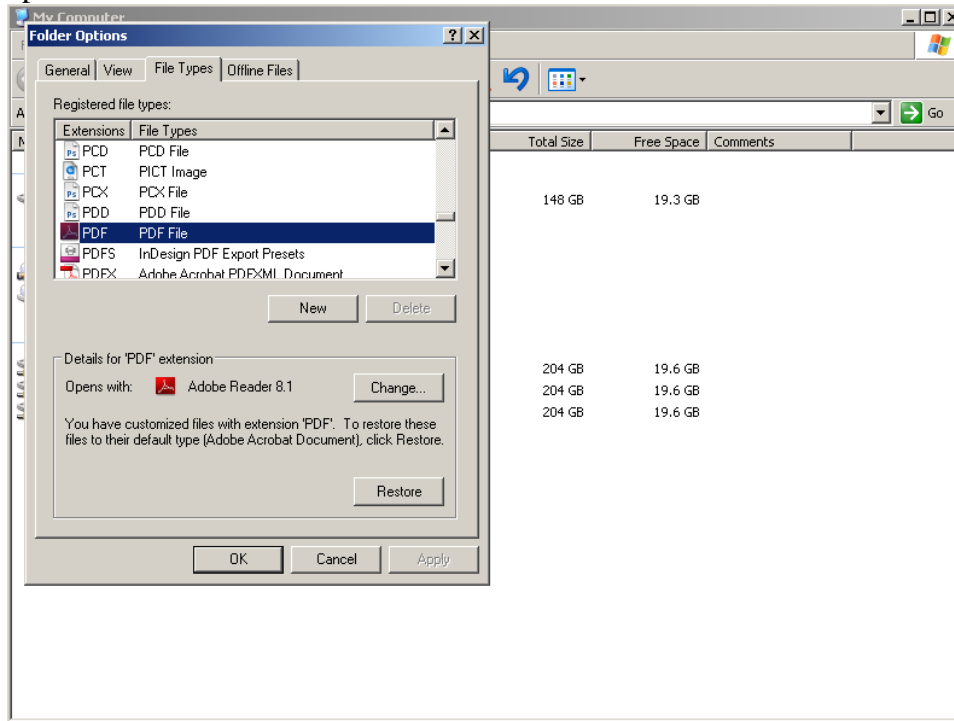 My Computer
Folder Options
General View File Types Offline Files
Go
Registered file types:
Extensions File Types
Total Size Free Space Comments
PCD PCD File
PCT PICT Image
PCX PCX File
148 GB 19.3 GB
PDD PDD File
PDF PDF File
PDFS InDesign PDF Export Presets
PDFX Adobe Acrobat PDFXML Document
New Delete
Details for 'PDF' extension
204 GB 19.6 GB
Opens with: Adobe Reader 8.1 Change...
204 GB 19.6 GB
204 GB 19.6 GB
You have customized files with extension 'PDF'. To restore these
files to their default type (Adobe Acrobat Document), click Restore.
Restore
OK Cancel Apply